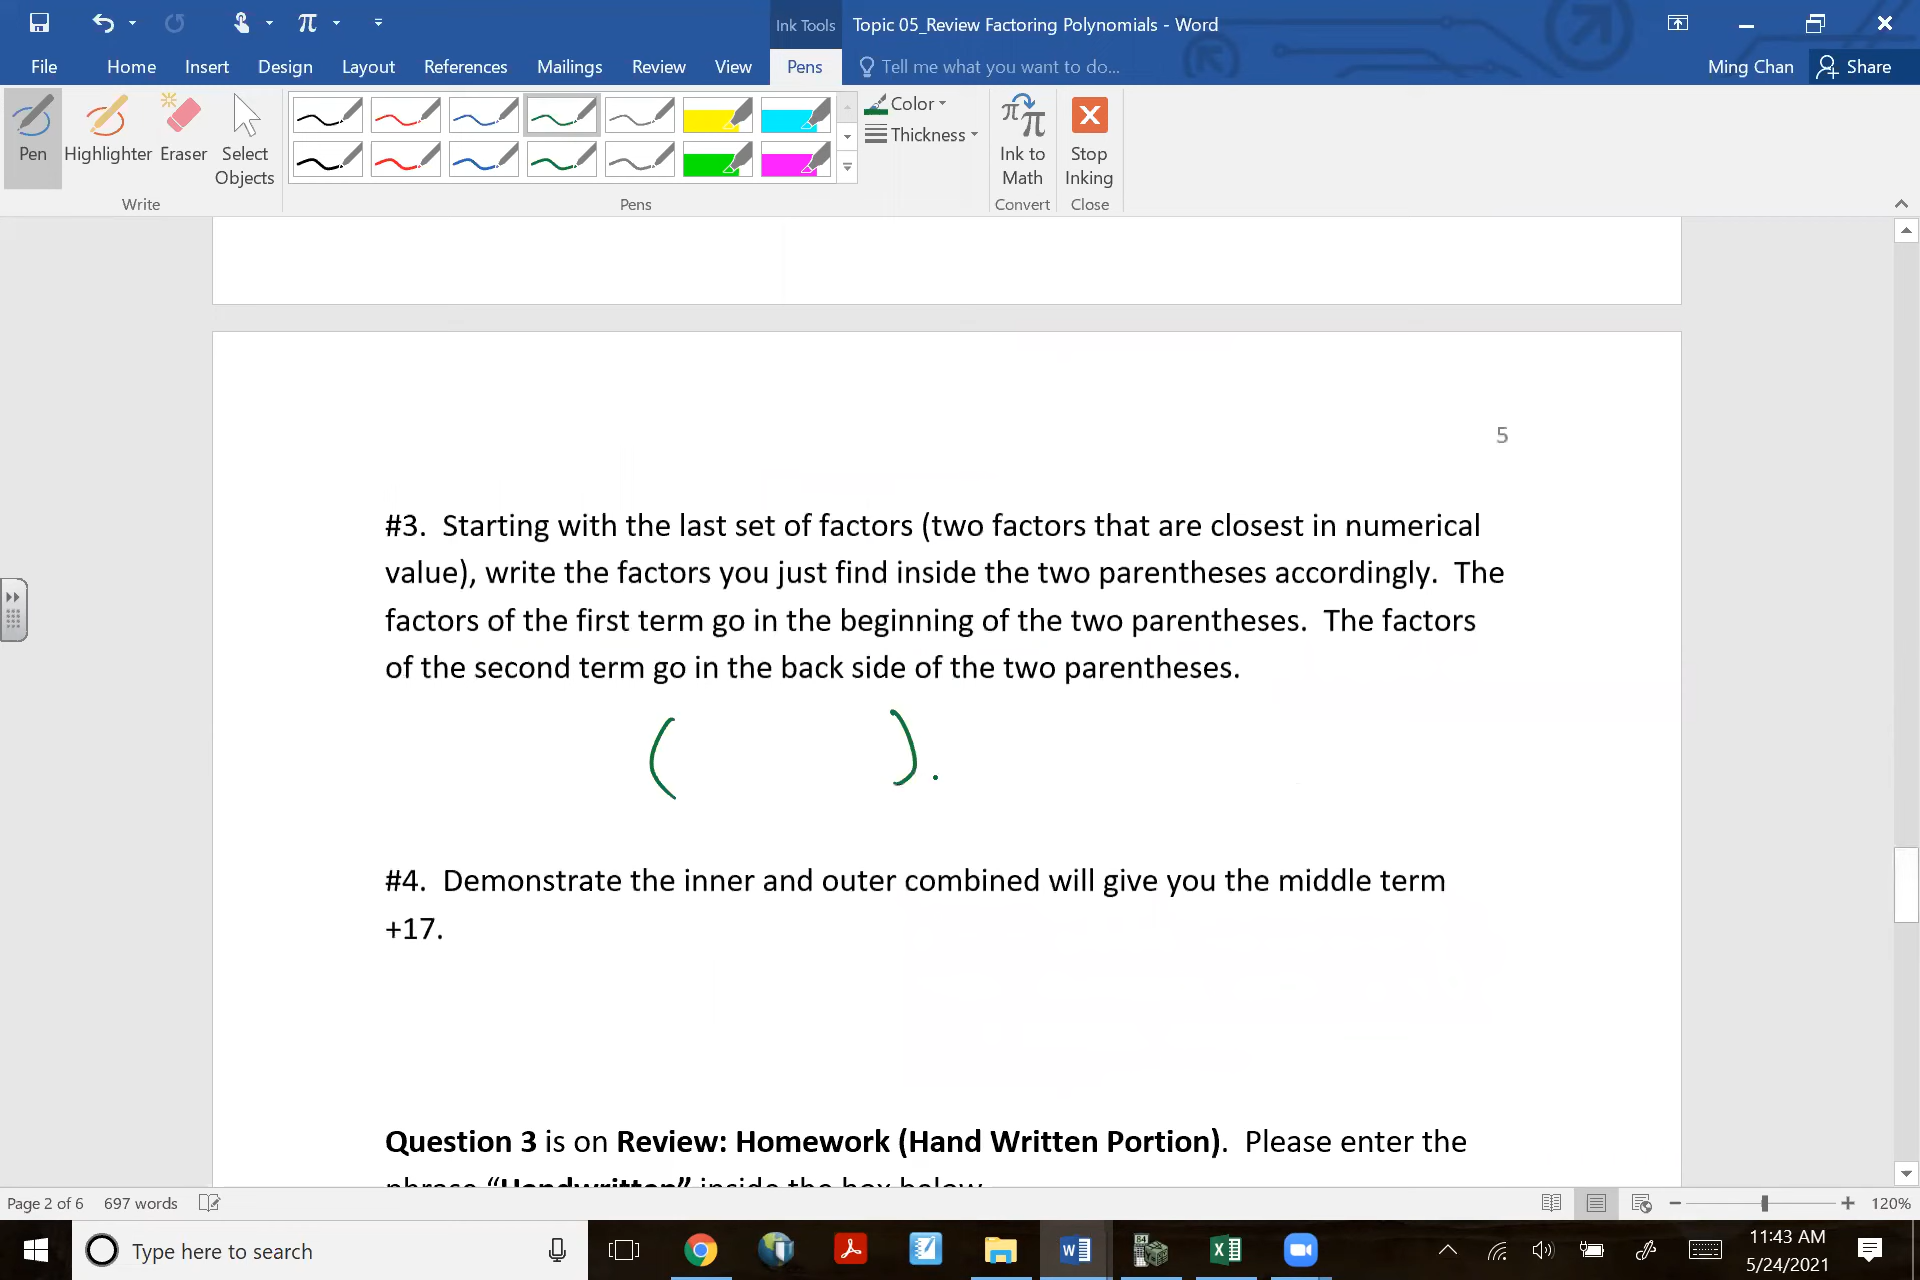 Ink Tools
Topic 05_Review Factoring Polynomials - Word
File Home Insert Design Layout References Mailings Review View Pens Tell me what you want to do... Ming Chan Share
Pen Highlighter Eraser Select Objects
Write
Pens
Color
Thickness
Ink to Math
Convert
Stop Inking
Close
5
#3. Starting with the last set of factors (two factors that are closest in numerical
value), write the factors you just find inside the two parentheses accordingly. The
factors of the first term go in the beginning of the two parentheses. The factors
of the second term go in the back side of the two parentheses.
( ) .
#4. Demonstrate the inner and outer combined will give you the middle term
+17.
Question 3 is on Review: Homework (Hand Written Portion). Please enter the
phrase “Handwritten” inside the box below
Page 2 of 6 697 words 120%
Type here to search
11:43 AM
5/24/2021